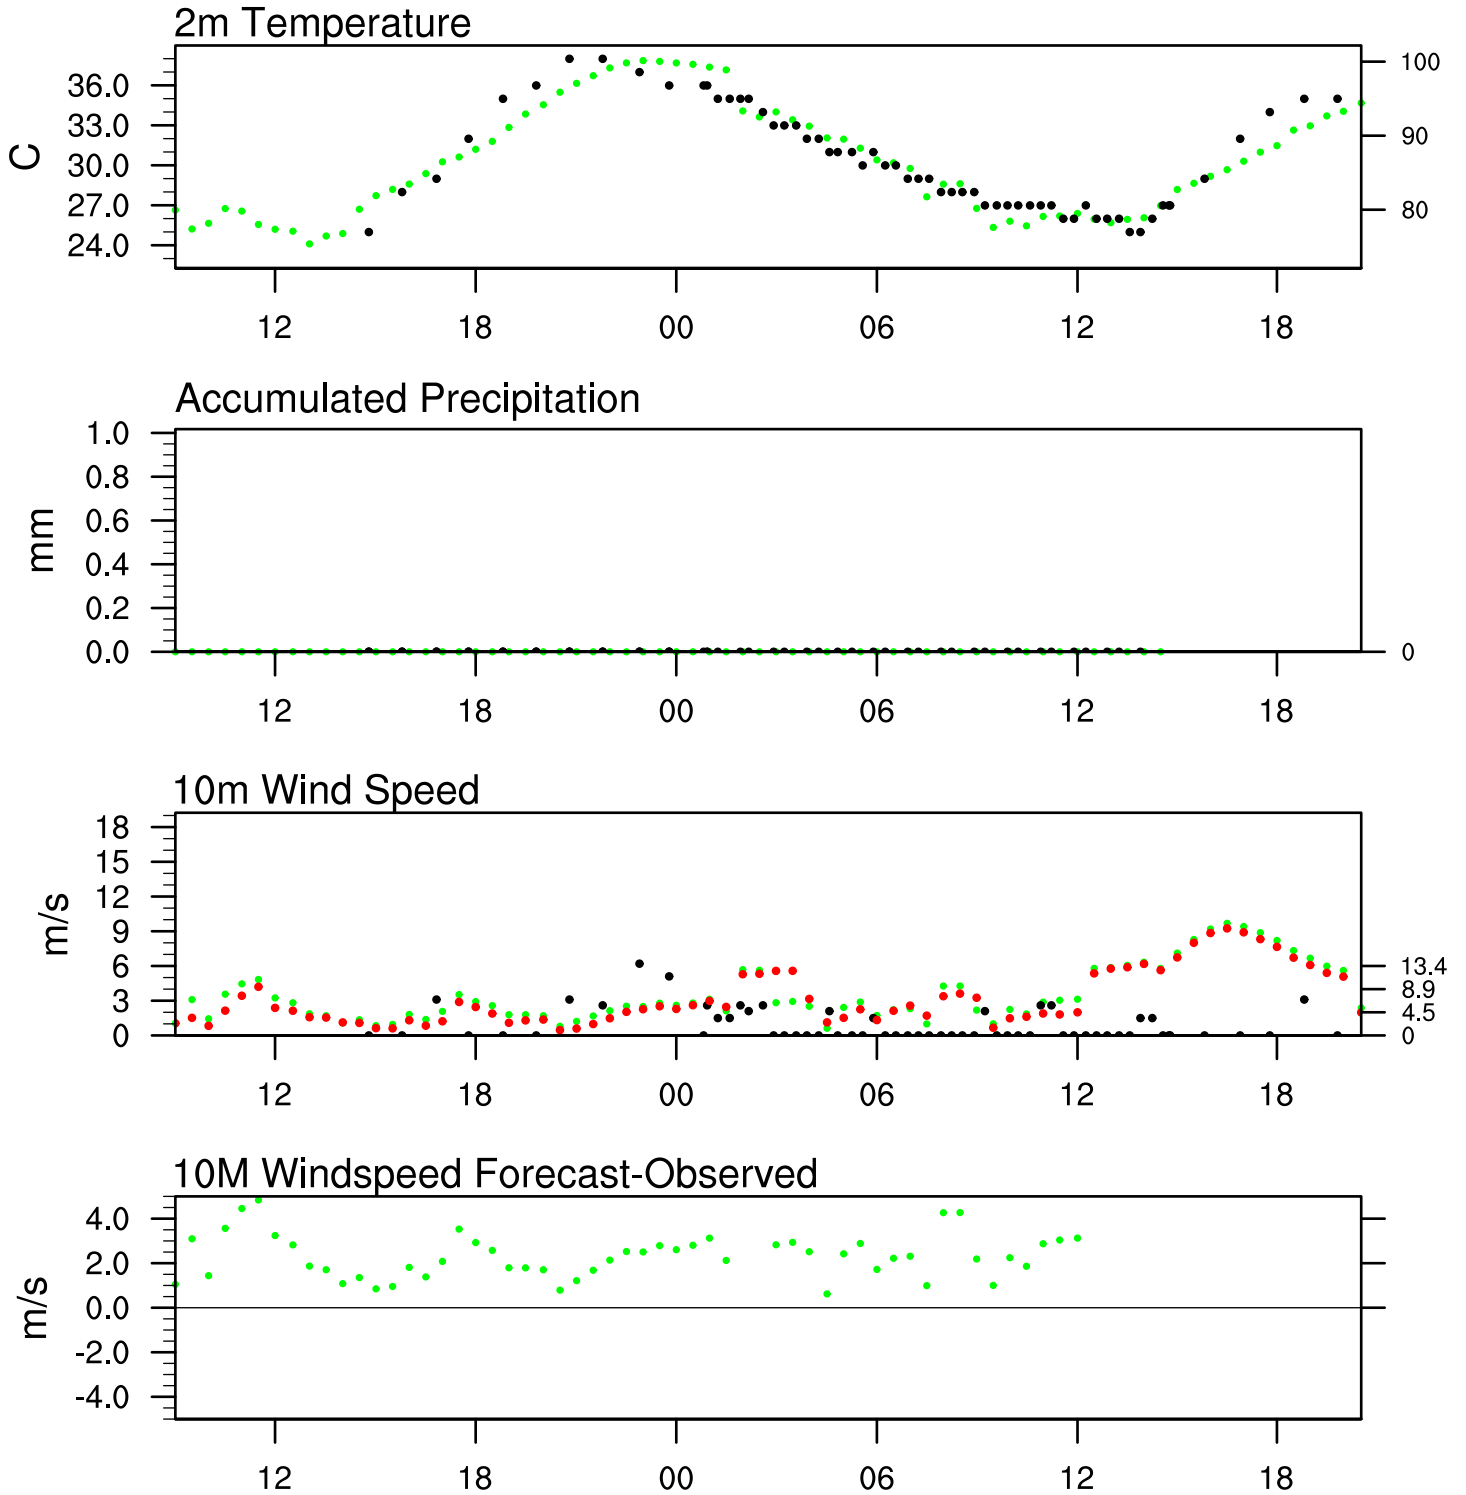 2m Temperature
36.0
33.0
30.0
27.0
24.0
C
100
90
80
12 18 00 06 12 18
Accumulated Precipitation
1.0
0.8
0.6
0.4
0.2
0.0
mm
0
12 18 00 06 12 18
10m Wind Speed
18
15
12
9
6
3
0
m/s
13.4
8.9
4.5
0
12 18 00 06 12 18
10M Windspeed Forecast-Observed
4.0
2.0
0.0
-2.0
-4.0
m/s
12 18 00 06 12 18